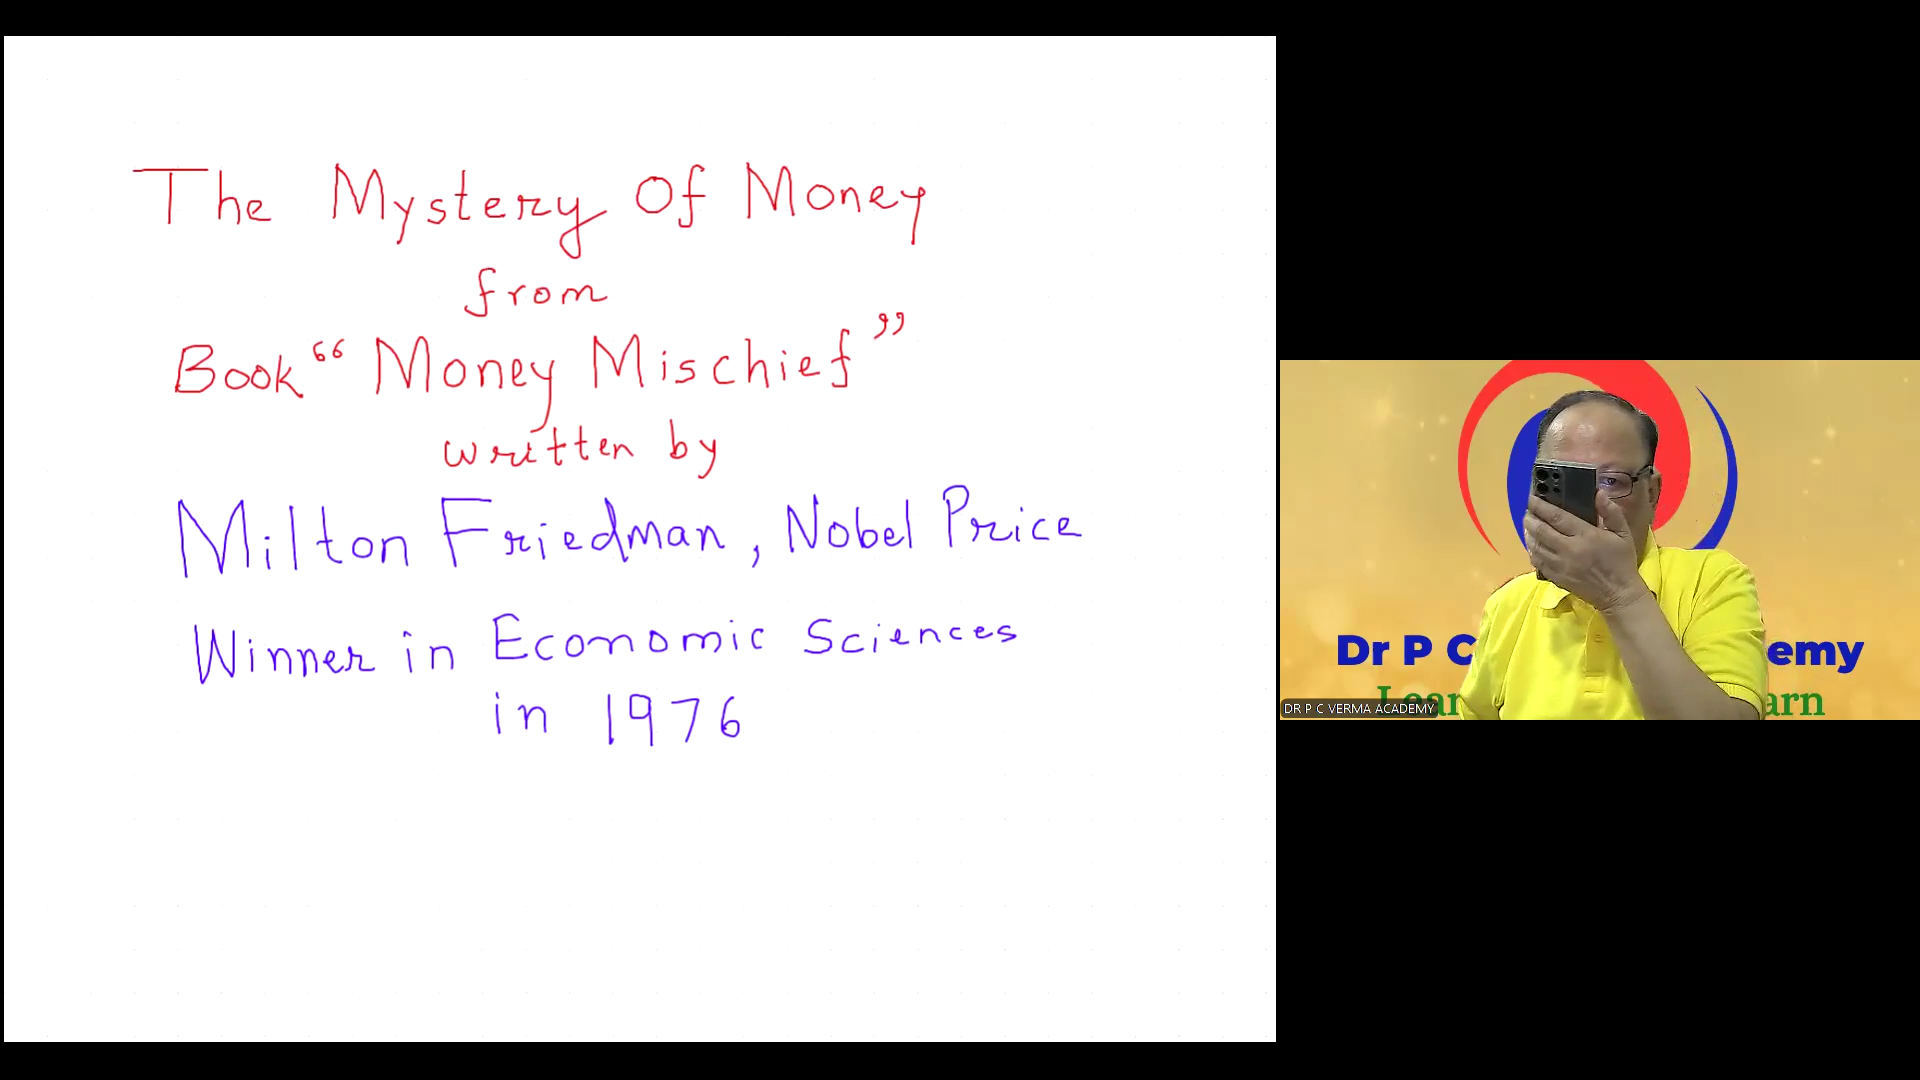 The Mystery Of Money
from
Book “Money Mischief”
written by
Milton Friedman, Nobel Price
Winner in Economic Sciences
in 1976
Dr P C emy
Lear arn
DR P C VERMA ACADEMY